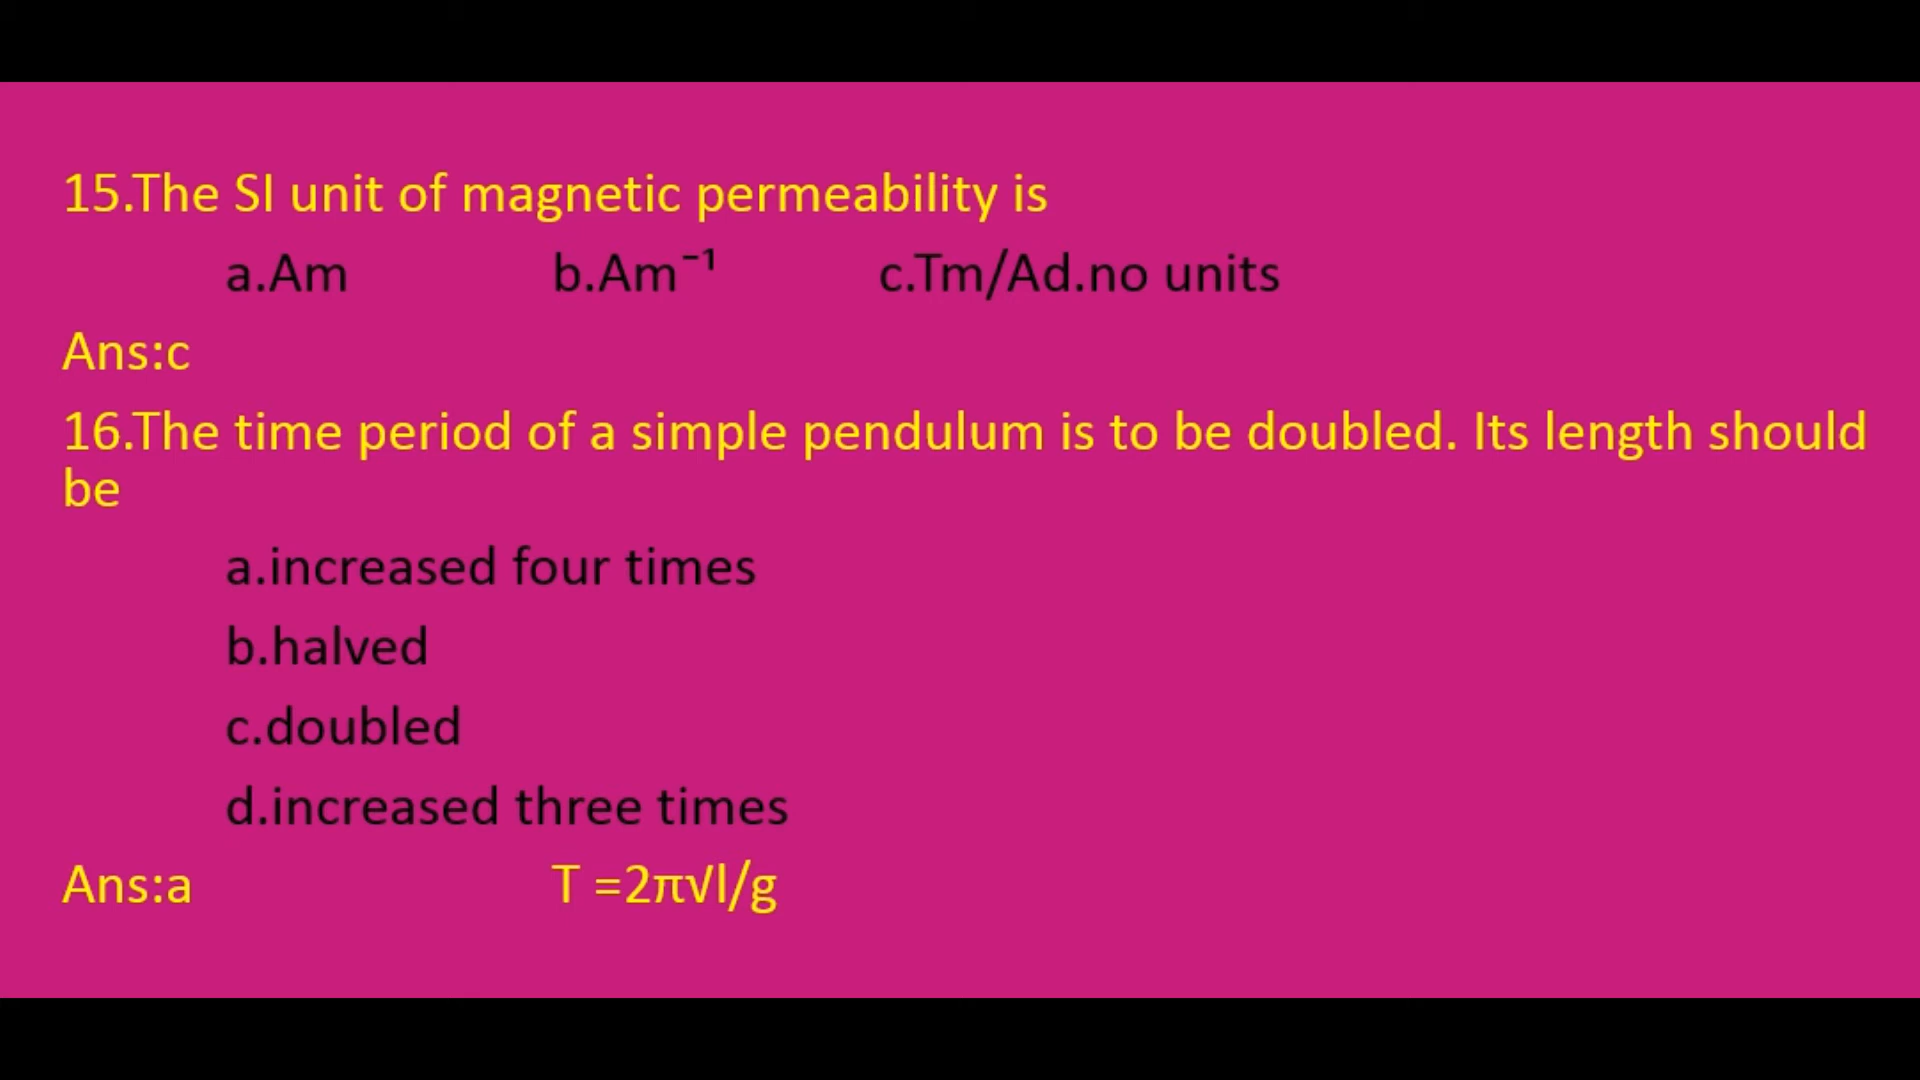 15.The SI unit of magnetic permeability is
a.Am b.Am⁻¹ c.Tm/Ad.no units
Ans:c
16.The time period of a simple pendulum is to be doubled. Its length should
be
a.increased four times
b.halved
c.doubled
d.increased three times
Ans:a T =2π√l/g